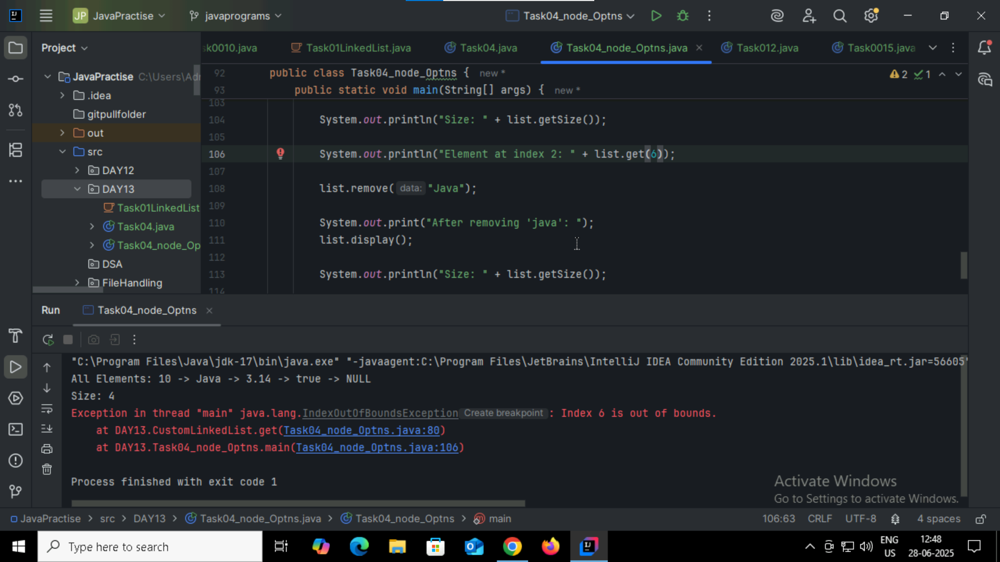 JP JavaPractise
javaprograms
Task04_node_Optns
Project
sk0010.java
Task01LinkedList.java
Task04.java
Task04_node_Optns.java
Task012.java
Task0015.java
JavaPractise C:\Users\Ad
.idea
gitpullfolder
out
src
DAY12
DAY13
Task01LinkedList
Task04.java
Task04_node_Op
DSA
FileHandling
92 public class Task04_node_Optns { new *
93 public static void main(String[] args) { new *
2 1
103
104 System.out.println("Size: " + list.getSize());
105
106 System.out.println("Element at index 2: " + list.get(6));
107
108 list.remove( data: "Java");
109
110 System.out.print("After removing 'java': ");
111 list.display();
112
113 System.out.println("Size: " + list.getSize());
114
Run Task04_node_Optns
"C:\Program Files\Java\jdk-17\bin\java.exe" "-javaagent:C:\Program Files\JetBrains\IntelliJ IDEA Community Edition 2025.1\lib\idea_rt.jar=56605"
All Elements: 10 -> Java -> 3.14 -> true -> NULL
Size: 4
Exception in thread "main" java.lang.IndexOutOfBoundsException Create breakpoint : Index 6 is out of bounds.
at DAY13.CustomLinkedList.get(Task04_node_Optns.java:80)
at DAY13.Task04_node_Optns.main(Task04_node_Optns.java:106)
Process finished with exit code 1
Activate Windows
Go to Settings to activate Windows.
JavaPractise > src > DAY13 > Task04_node_Optns.java > Task04_node_Optns > main
106:63 CRLF UTF-8 4 spaces
Type here to search
ENG
US
12:48
28-06-2025